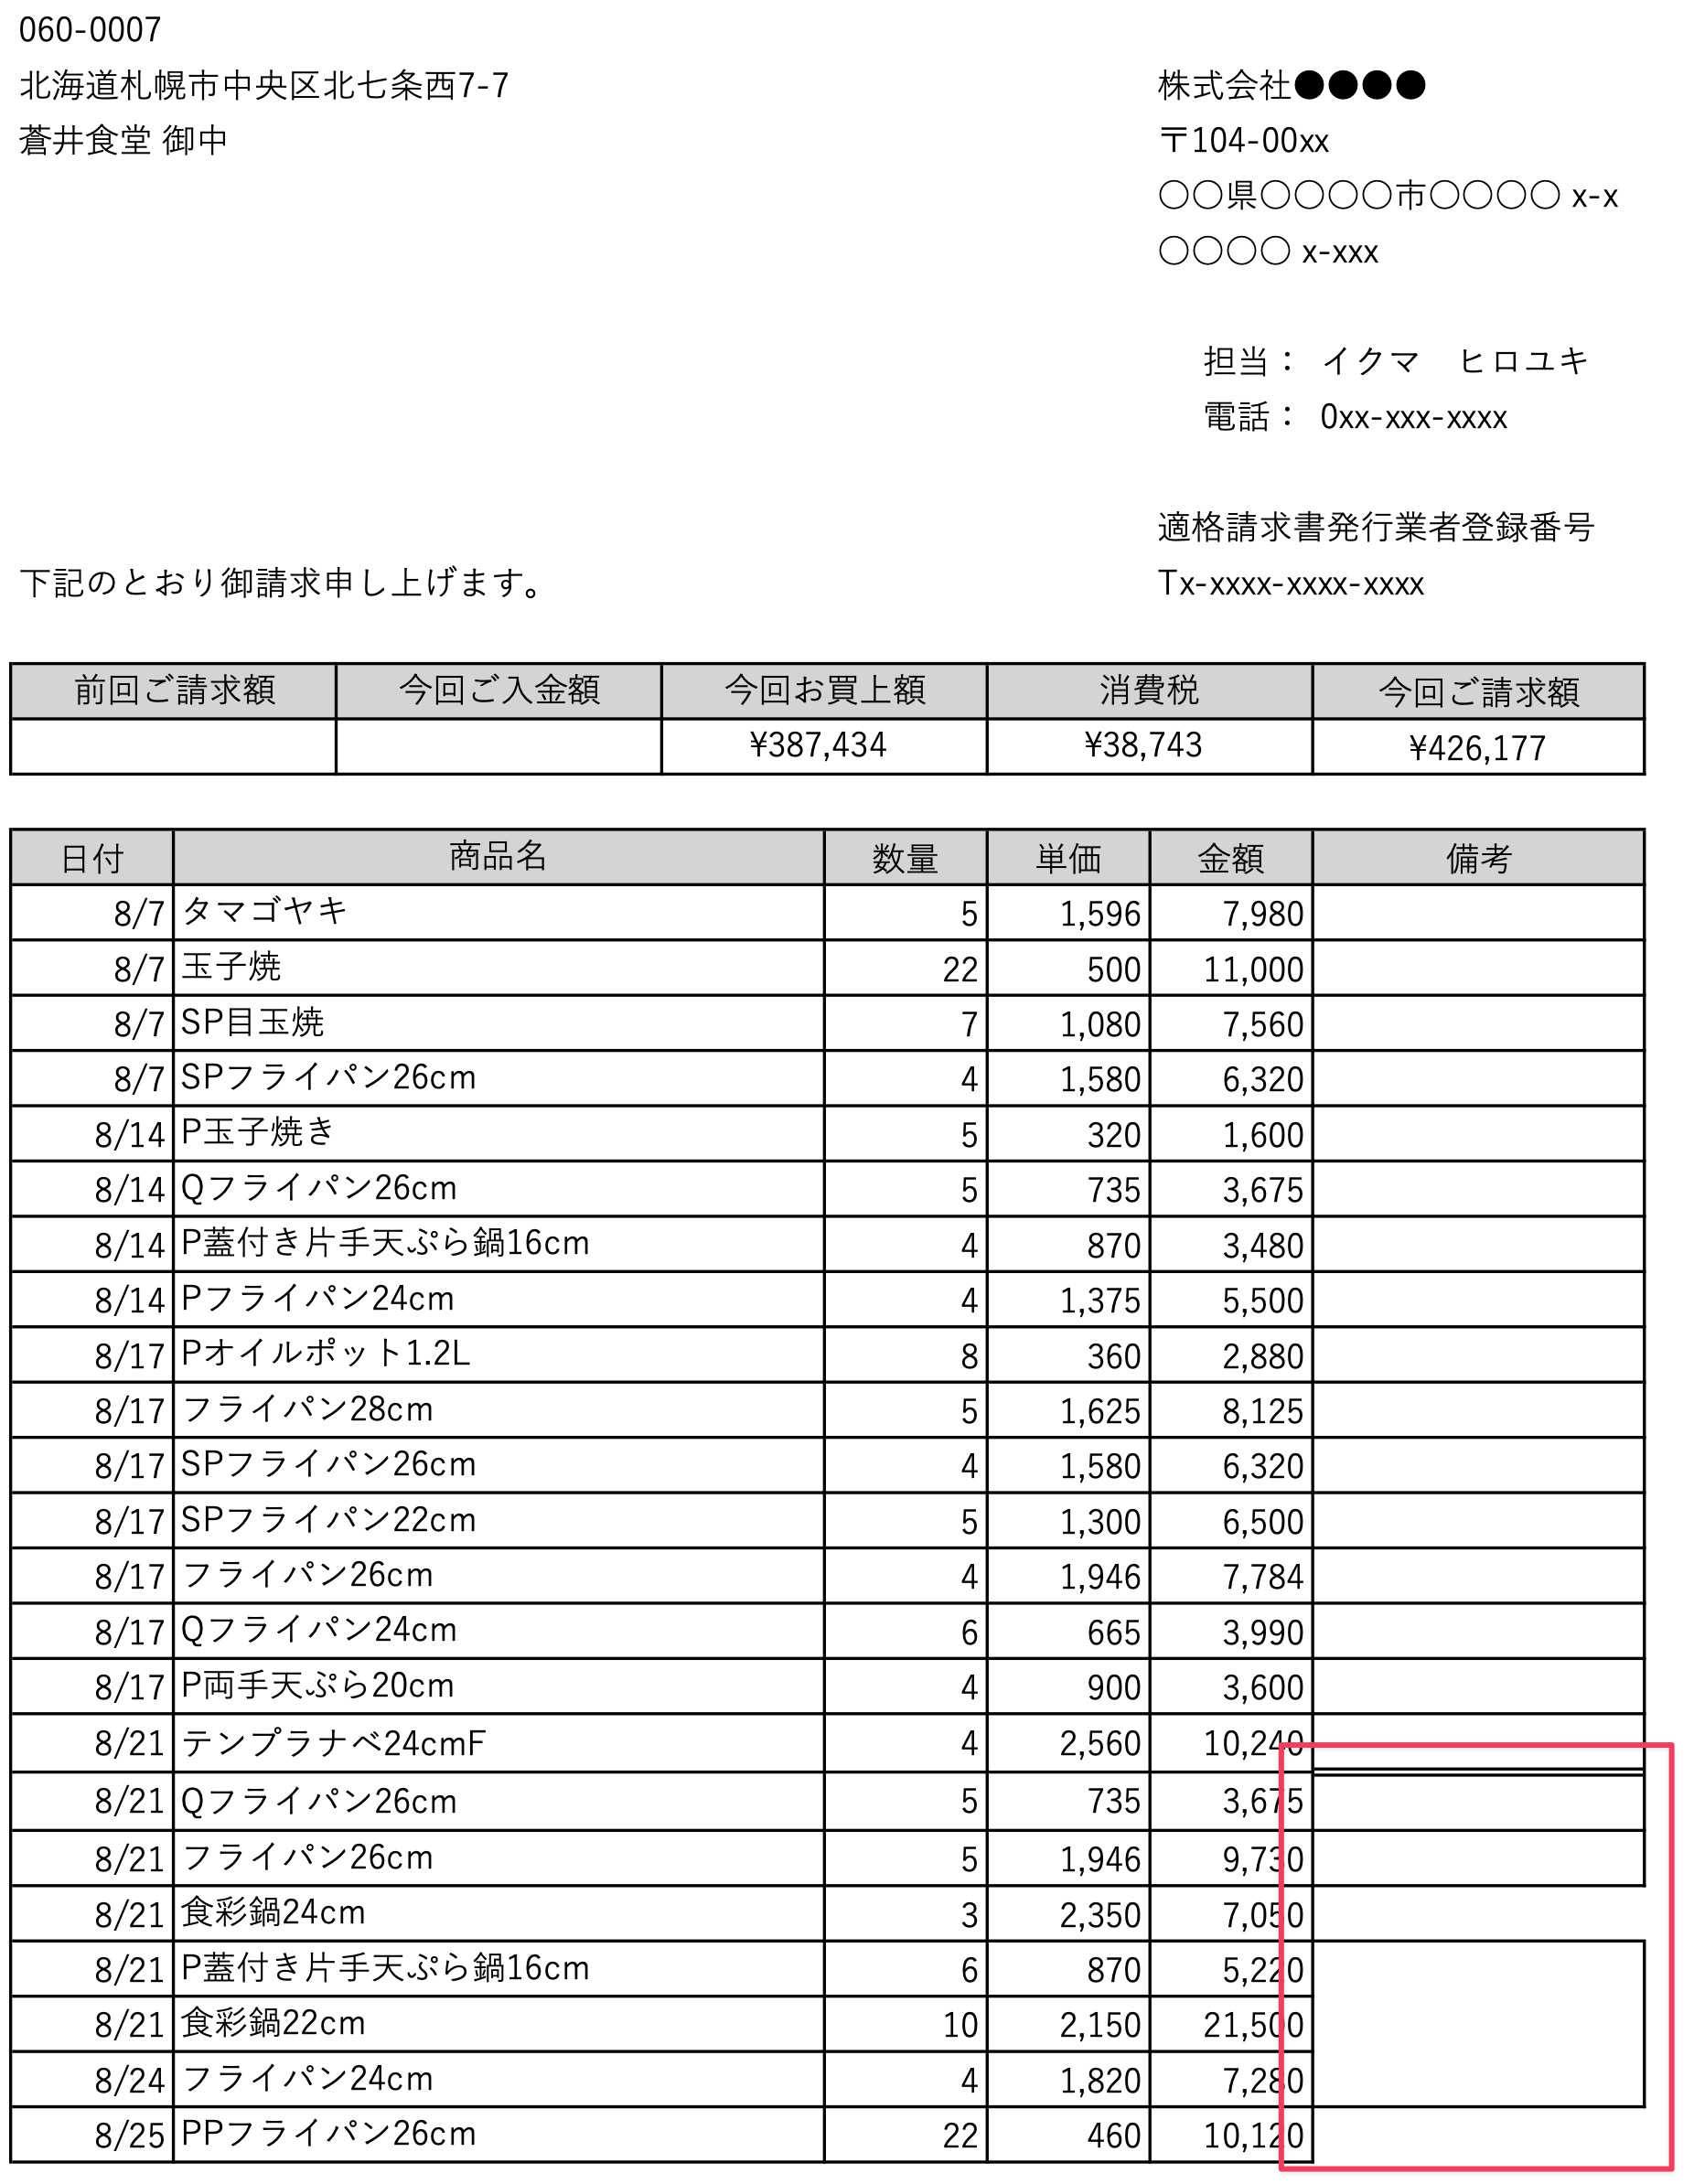 060-0007
北海道札幌市中央区北七条西7-7
蒼井食堂 御中
株式会社●●●●
〒104-00xx
○○県○○○○市○○○○ x-x
○○○○ x-xxx
担当： イクマ　ヒロユキ
電話： 0xx-xxx-xxxx
適格請求書発行業者登録番号
Tx-xxxx-xxxx-xxxx
下記のとおり御請求申し上げます。
前回ご請求額 今回ご入金額 今回お買上額 消費税 今回ご請求額
¥387,434 ¥38,743 ¥426,177
日付 商品名 数量 単価 金額 備考
8/7 タマゴヤキ 5 1,596 7,980
8/7 玉子焼 22 500 11,000
8/7 SP目玉焼 7 1,080 7,560
8/7 SPフライパン26cm 4 1,580 6,320
8/14 P玉子焼き 5 320 1,600
8/14 Qフライパン26cm 5 735 3,675
8/14 P蓋付き片手天ぷら鍋16cm 4 870 3,480
8/14 Pフライパン24cm 4 1,375 5,500
8/17 Pオイルポット1.2L 8 360 2,880
8/17 フライパン28cm 5 1,625 8,125
8/17 SPフライパン26cm 4 1,580 6,320
8/17 SPフライパン22cm 5 1,300 6,500
8/17 フライパン26cm 4 1,946 7,784
8/17 Qフライパン24cm 6 665 3,990
8/17 P両手天ぷら20cm 4 900 3,600
8/21 テンプラナベ24cmF 4 2,560 10,240
8/21 Qフライパン26cm 5 735 3,675
8/21 フライパン26cm 5 1,946 9,730
8/21 食彩鍋24cm 3 2,350 7,050
8/21 P蓋付き片手天ぷら鍋16cm 6 870 5,220
8/21 食彩鍋22cm 10 2,150 21,500
8/24 フライパン24cm 4 1,820 7,280
8/25 PPフライパン26cm 22 460 10,120